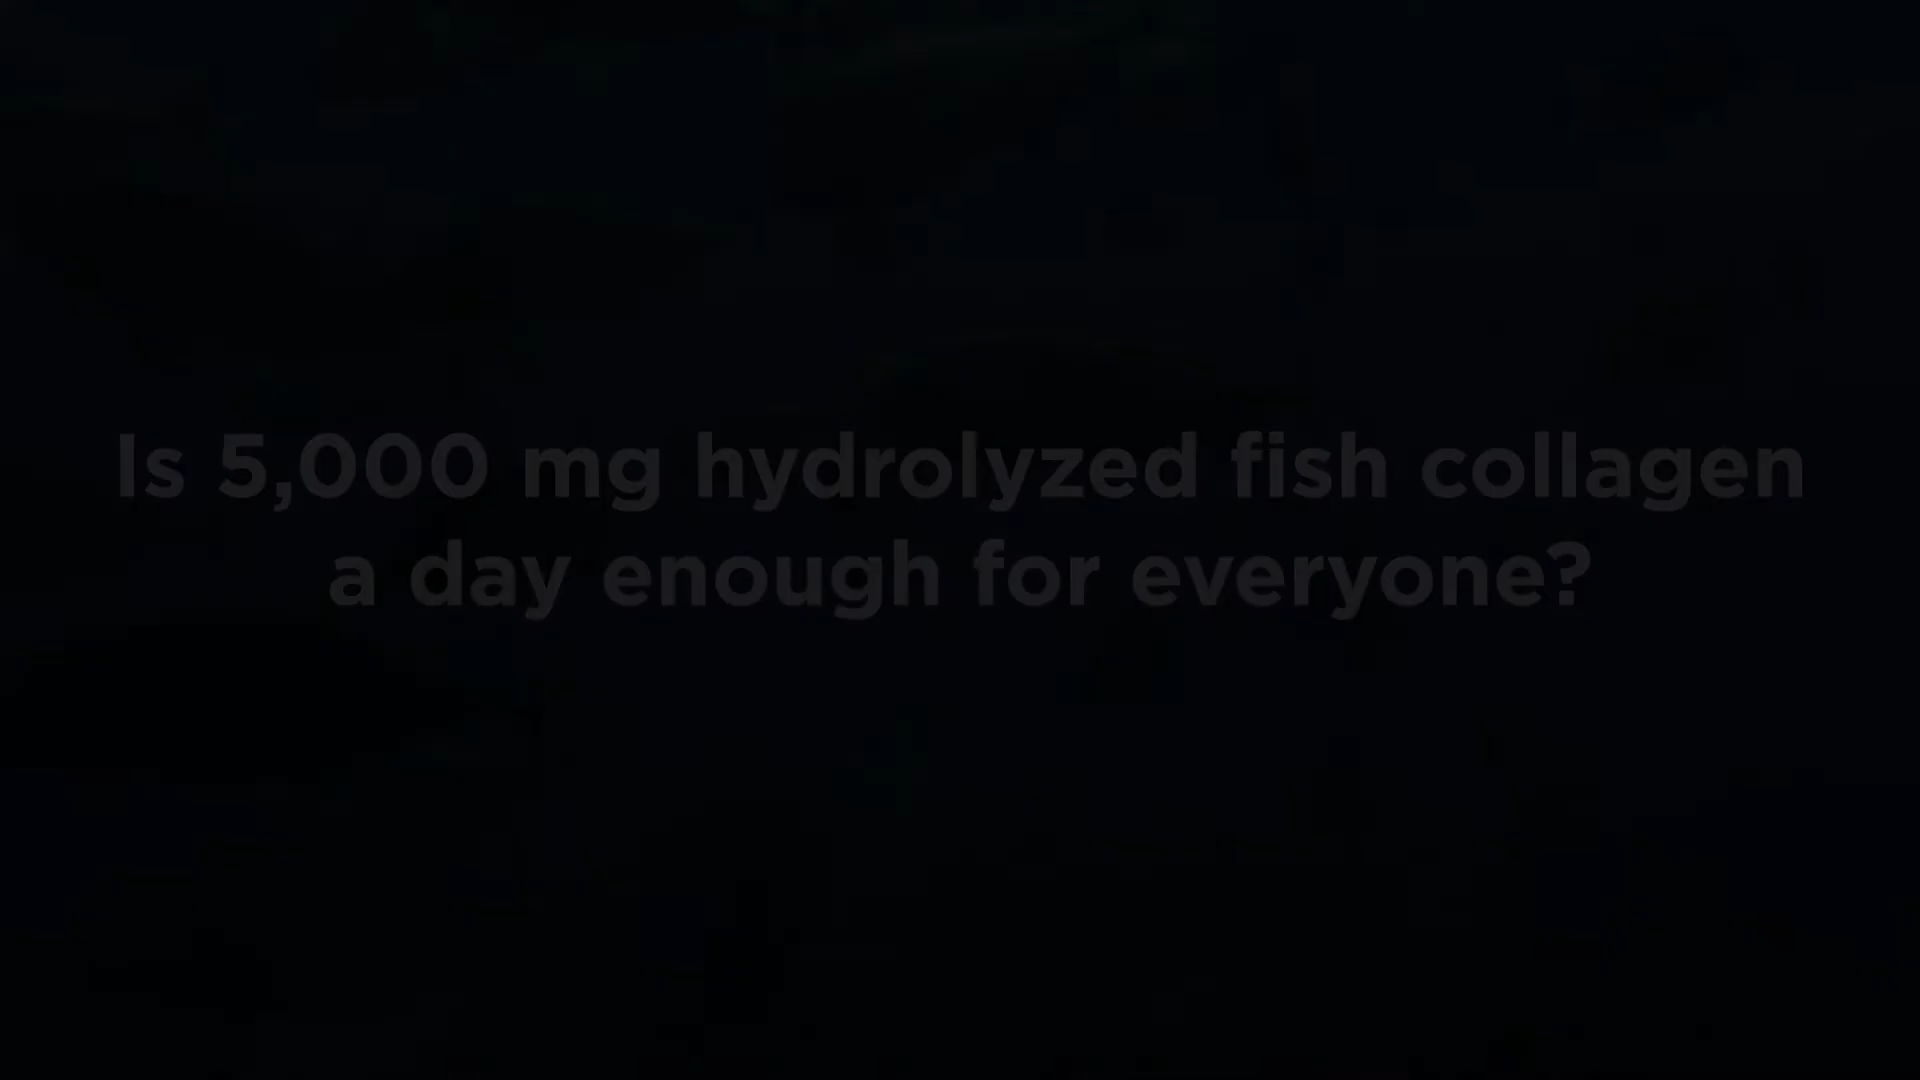 Is 5,000 mg hydrolyzed fish collagen
a day enough for everyone?